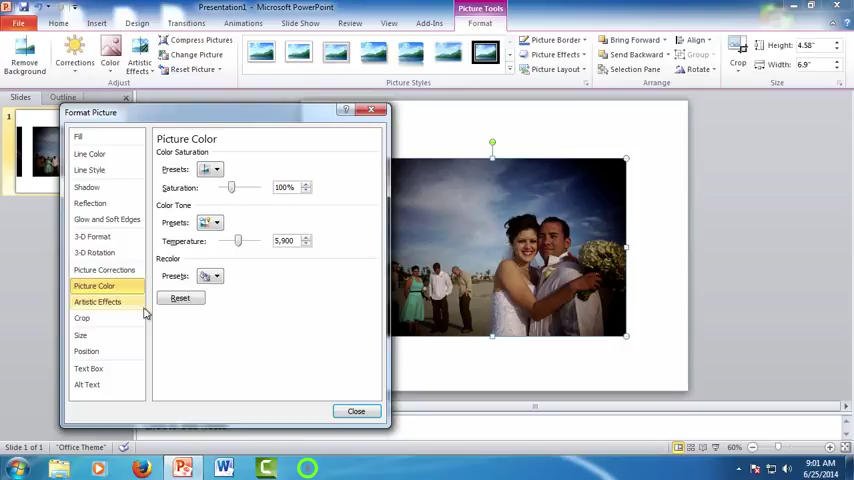 Presentation1 - Microsoft PowerPoint
Picture Tools
File
Home
Insert
Design
Transitions
Animations
Slide Show
Review
View
Add-Ins
Format
Remove
Background
Corrections
Color
Artistic
Effects
Compress Pictures
Change Picture
Reset Picture
Adjust
Picture Styles
Picture Border
Picture Effects
Picture Layout
Bring Forward
Send Backward
Selection Pane
Align
Group
Rotate
Arrange
Crop
Height: 4.58"
Width: 6.9"
Size
Slides
Outline
1
Format Picture
Fill
Line Color
Line Style
Shadow
Reflection
Glow and Soft Edges
3-D Format
3-D Rotation
Picture Corrections
Picture Color
Artistic Effects
Crop
Size
Position
Text Box
Alt Text
Picture Color
Color Saturation
Presets:
Saturation: 100%
Color Tone
Presets:
Temperature: 5,900
Recolor
Presets:
Reset
Close
Slide 1 of 1
"Office Theme"
60%
9:01 AM
6/25/2014